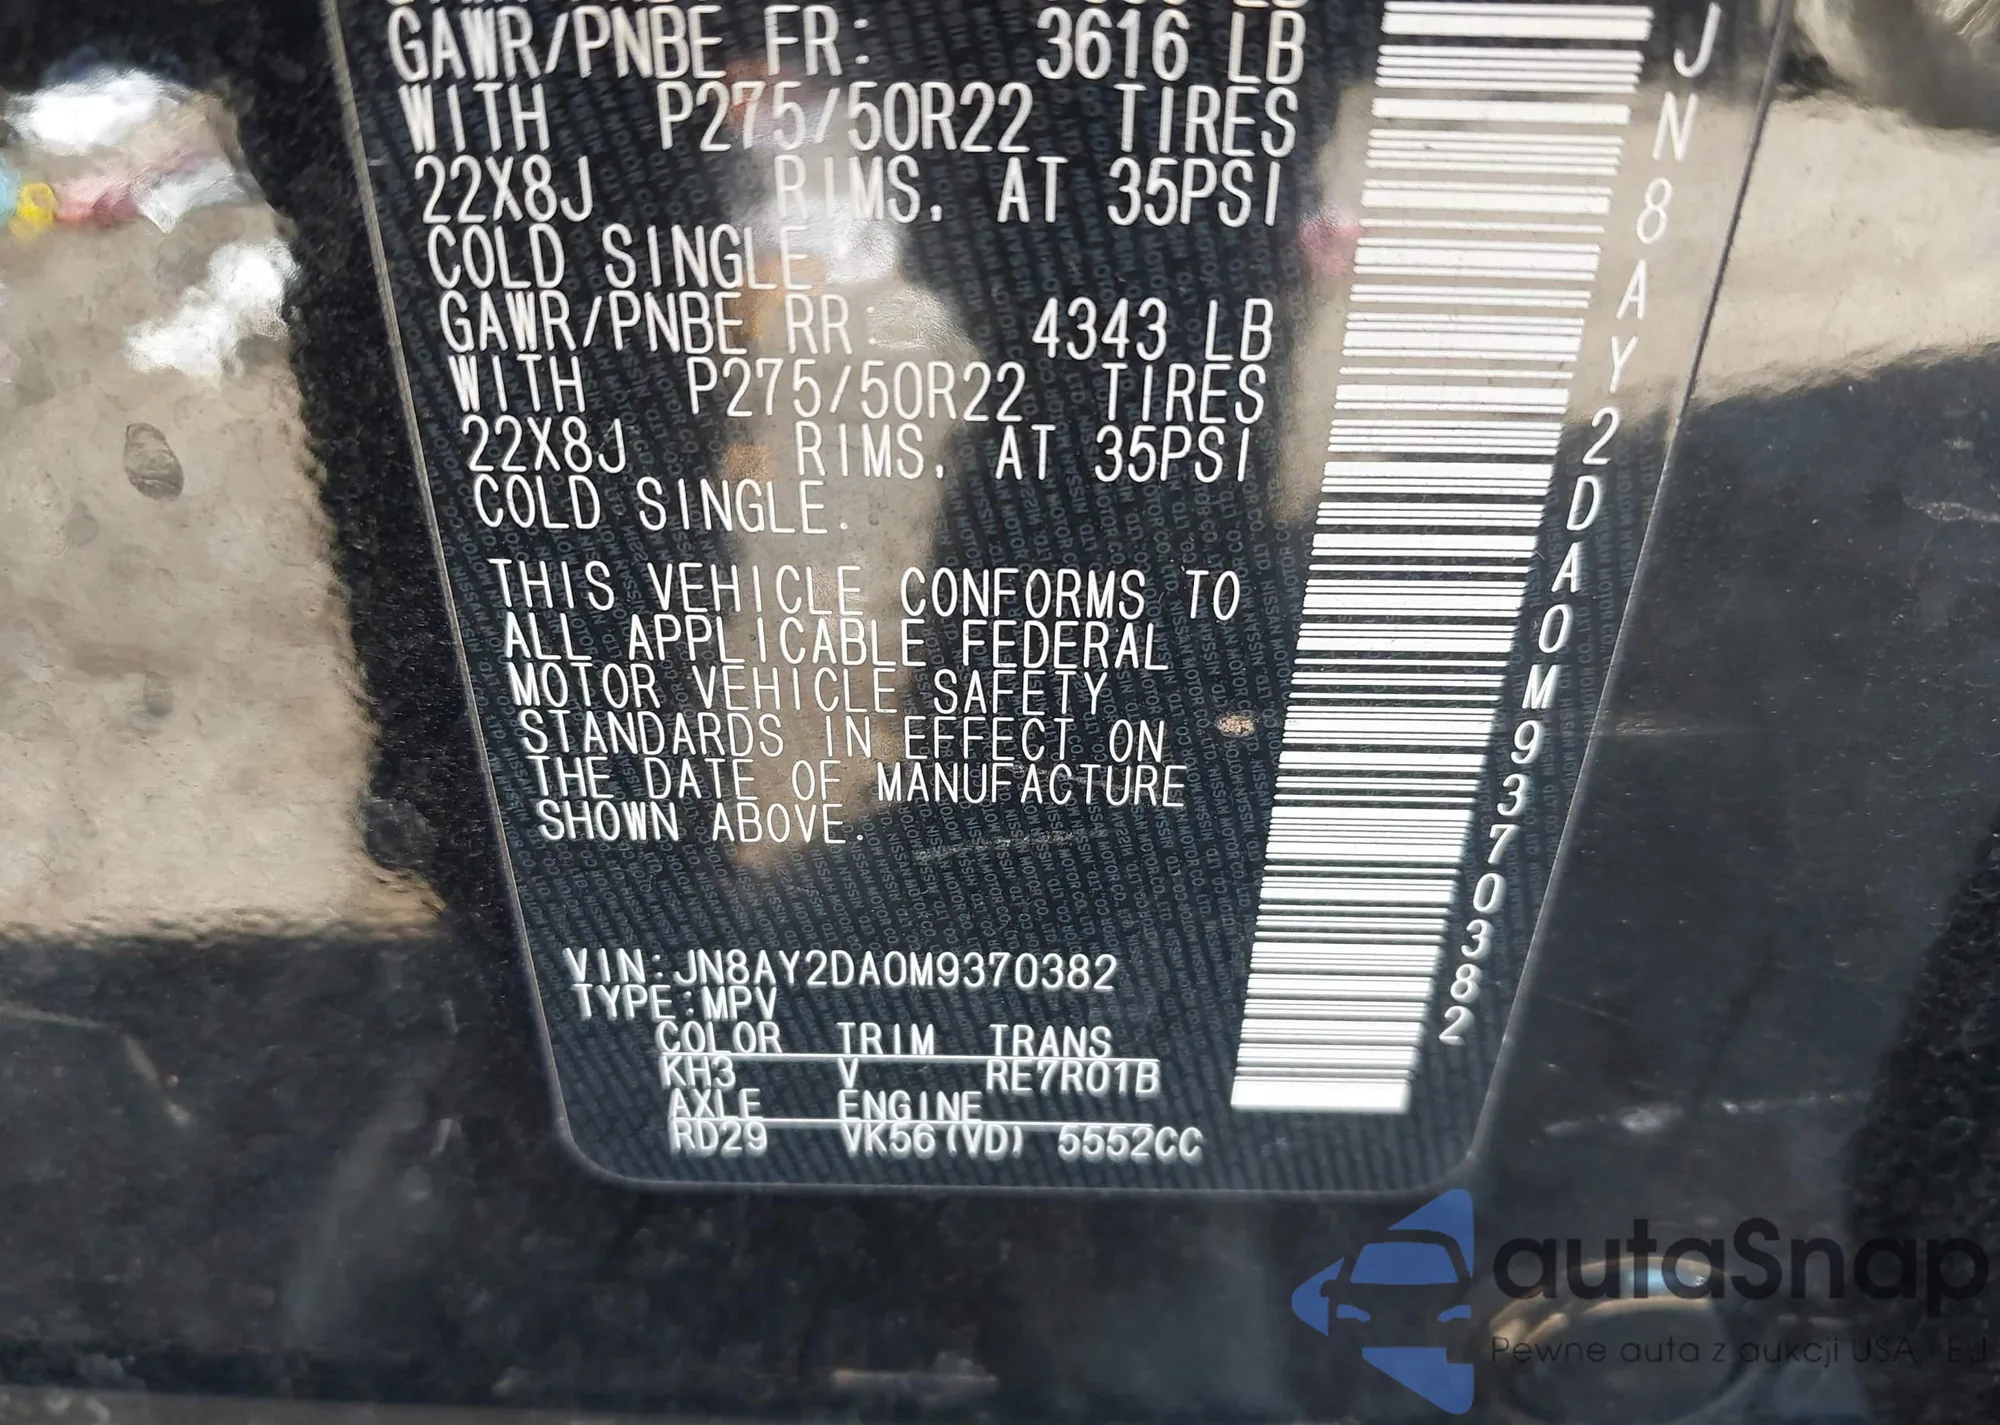 GAWR/PNBE FR: 3616 LB
WITH P275/50R22 TIRES
22X8J RIMS. AT 35PSI
COLD SINGLE
GAWR/PNBE RR: 4343 LB
WITH P275/50R22 TIRES
22X8J RIMS. AT 35PSI
COLD SINGLE.
THIS VEHICLE CONFORMS TO
ALL APPLICABLE FEDERAL
MOTOR VEHICLE SAFETY
STANDARDS IN EFFECT ON
THE DATE OF MANUFACTURE
SHOWN ABOVE.
VIN:JN8AY2DA0M9370382
TYPE:MPV
COLOR TRIM TRANS
KH3 V RE7R01B
AXLE ENGINE
RD29 VK56(VD) 5552CC
JN8AY2DA0M9370382
autaSnap
Pewne auta z aukcji USA - EU